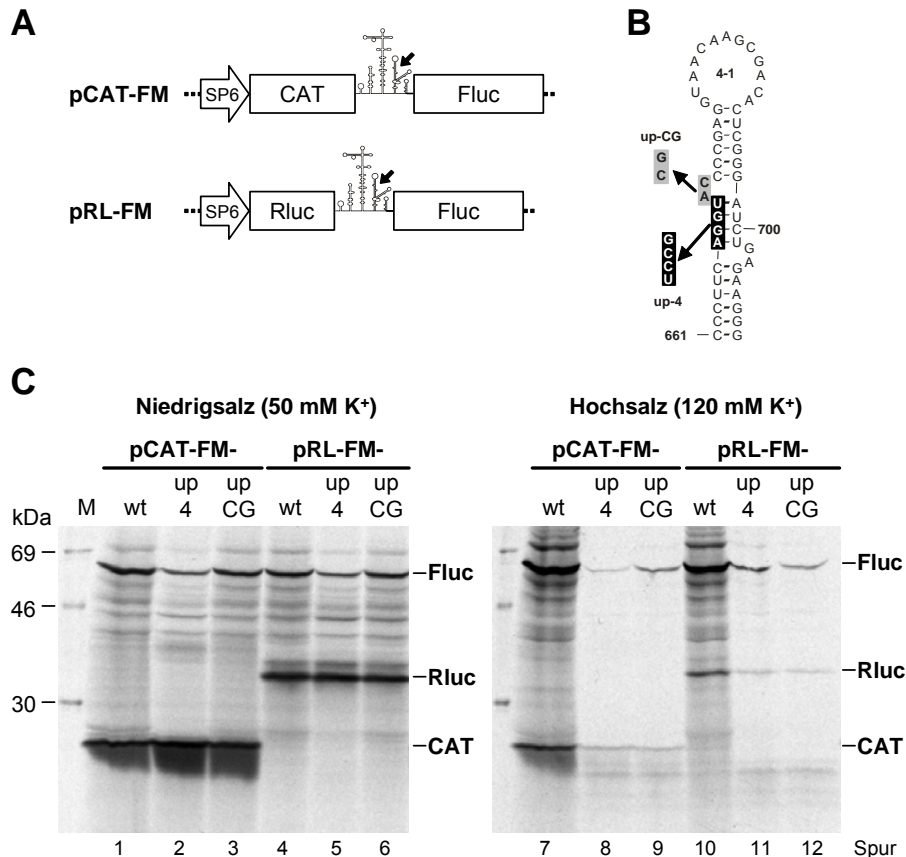 A
pCAT-FM
SP6
CAT
Fluc
pRL-FM
SP6
Rluc
Fluc
B
GUAACAAGCGACA
4-1
up-CG
G
C
C
A
U
G
G
A
A
U
C
U
700
G
C
C
U
up-4
GA
661
C
Niedrigsalz (50 mM K+)
Hochsalz (120 mM K+)
pCAT-FM-
pRL-FM-
pCAT-FM-
pRL-FM-
kDa
M
wt
up 4
up CG
wt
up 4
up CG
wt
up 4
up CG
wt
up 4
up CG
69
46
30
Fluc
Rluc
CAT
Fluc
Rluc
CAT
1 2 3 4 5 6
7 8 9 10 11 12
Spur